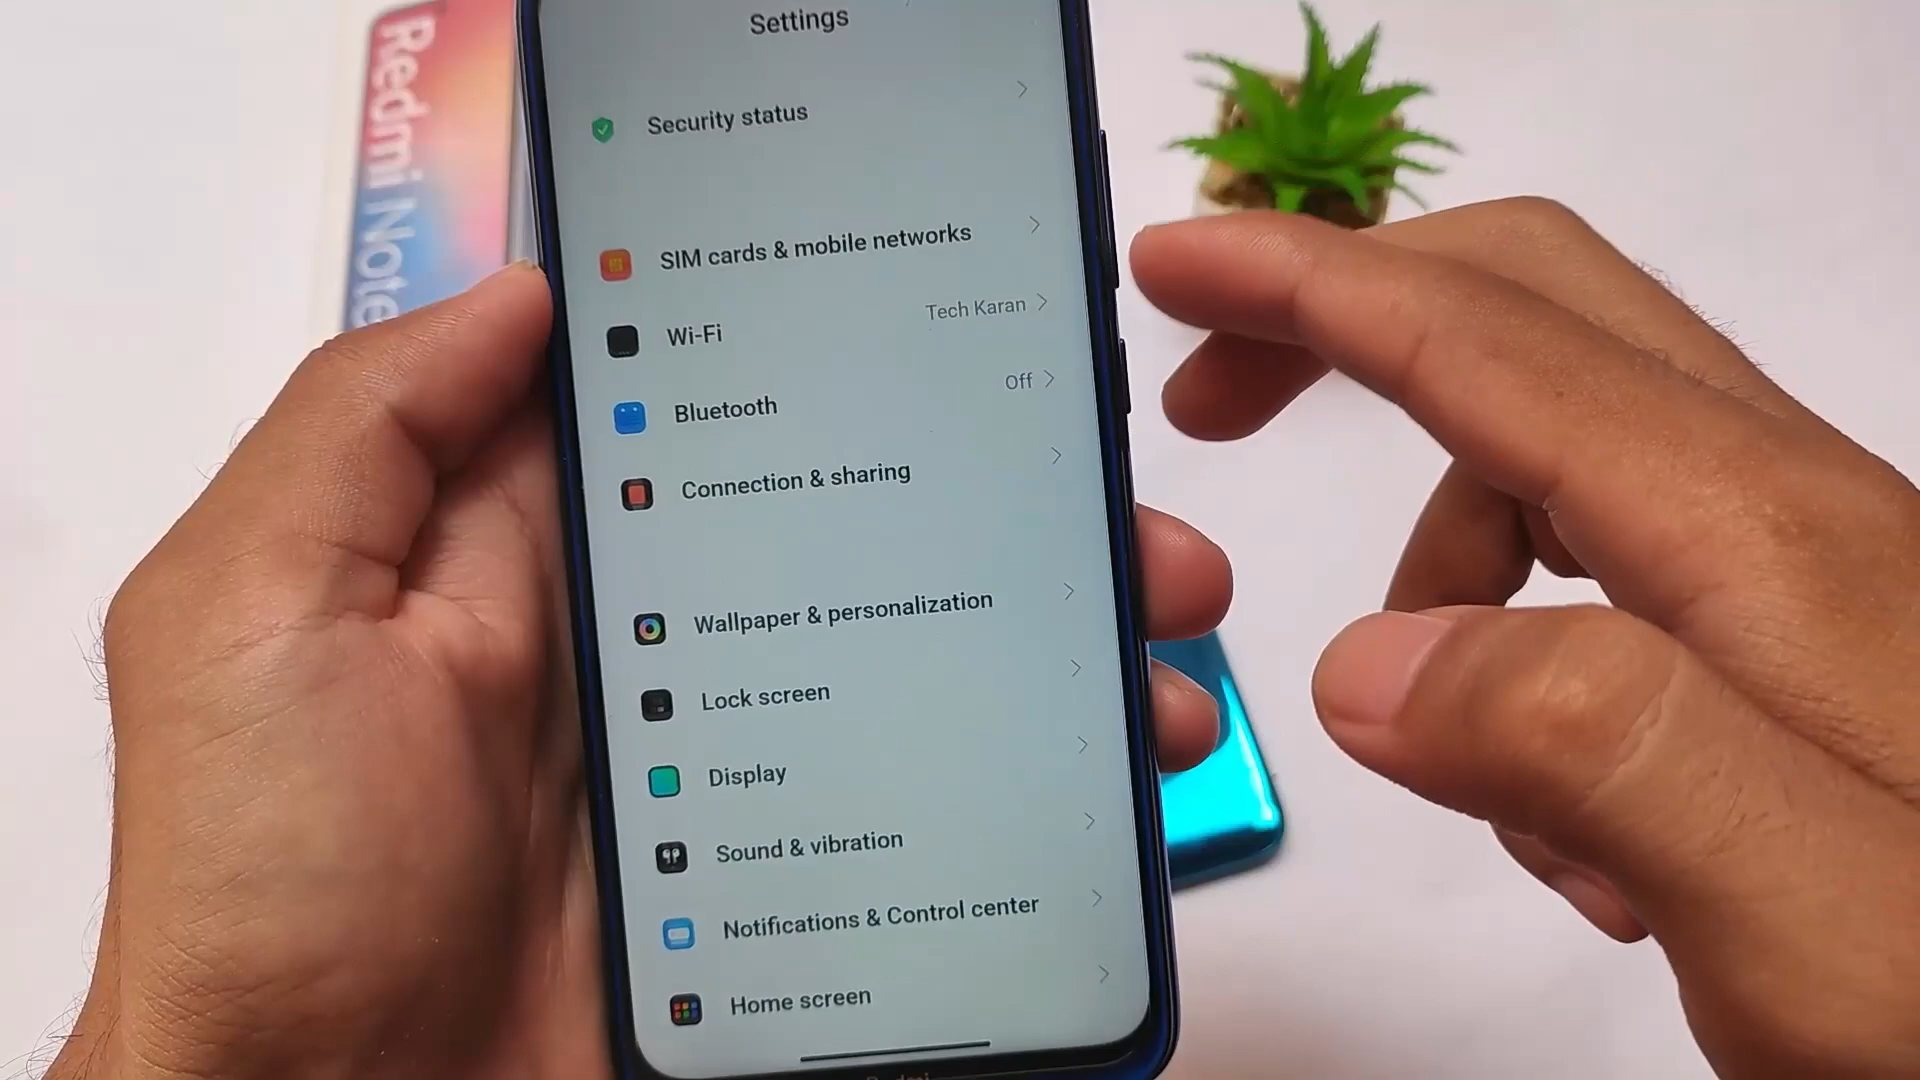 Redmi Note
Settings
Security status
SIM cards & mobile networks
Wi-Fi
Tech Karan
Bluetooth
Off
Connection & sharing
Wallpaper & personalization
Lock screen
Display
Sound & vibration
Notifications & Control center
Home screen